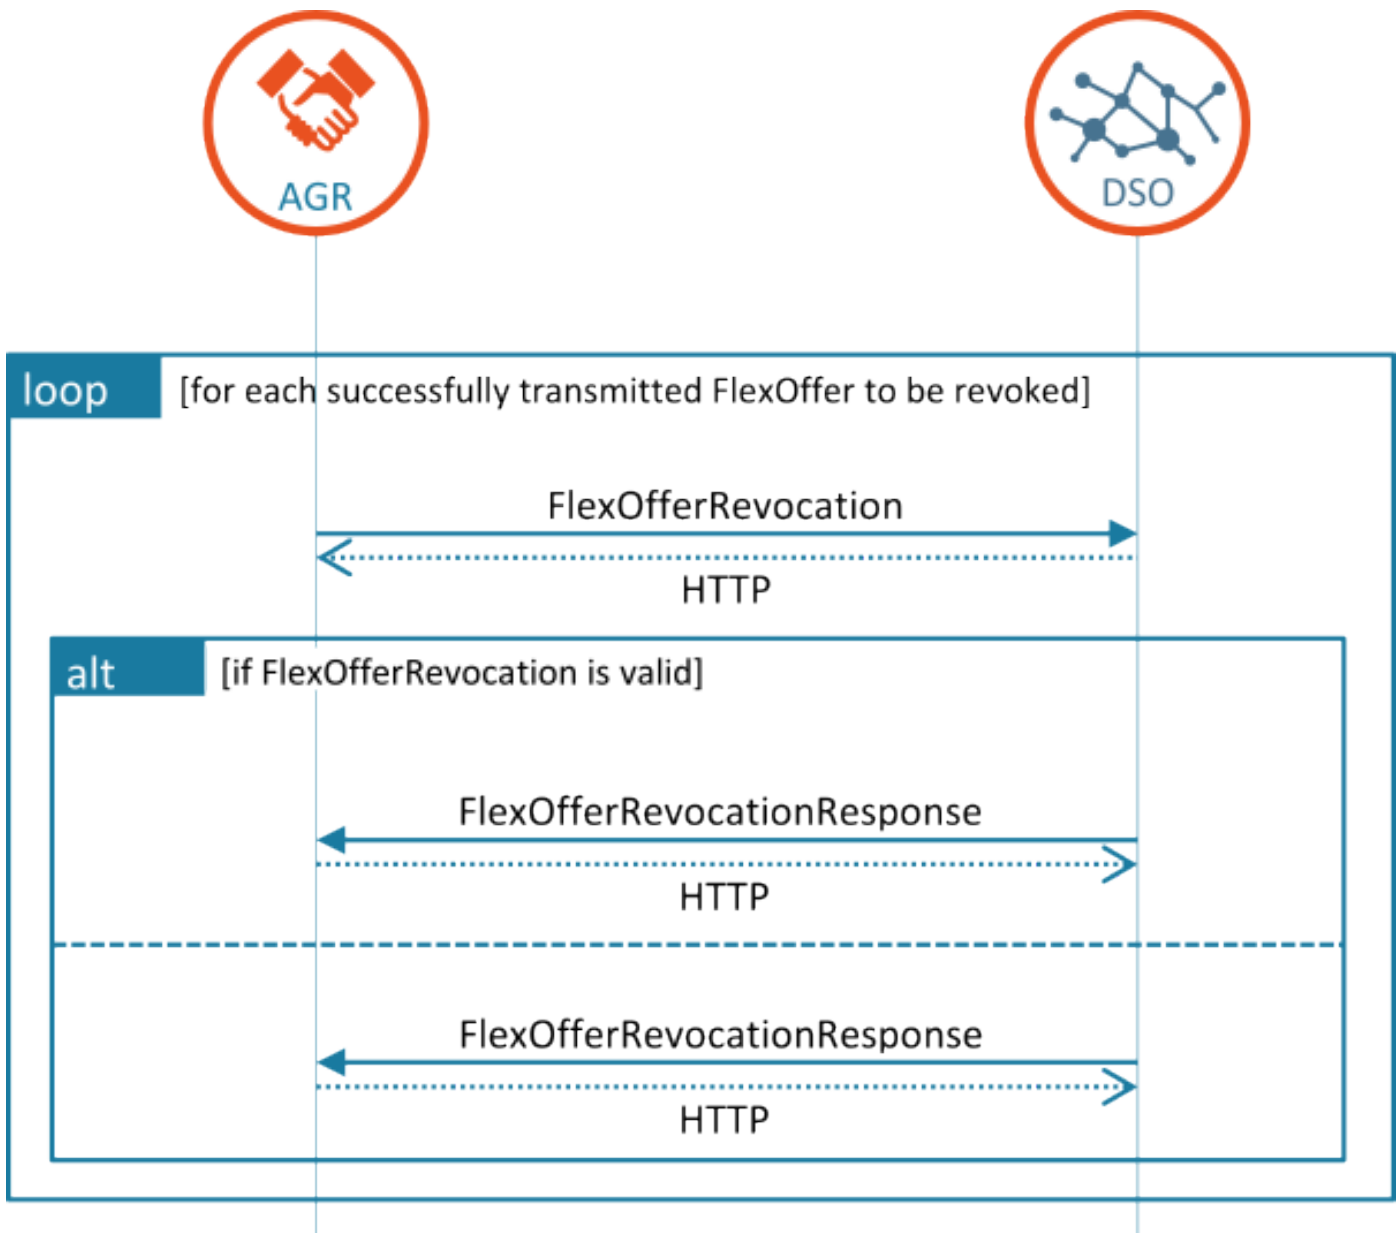 AGR
DSO
loop
[for each successfully transmitted FlexOffer to be revoked]
FlexOfferRevocation
HTTP
alt
[if FlexOfferRevocation is valid]
FlexOfferRevocationResponse
HTTP
FlexOfferRevocationResponse
HTTP